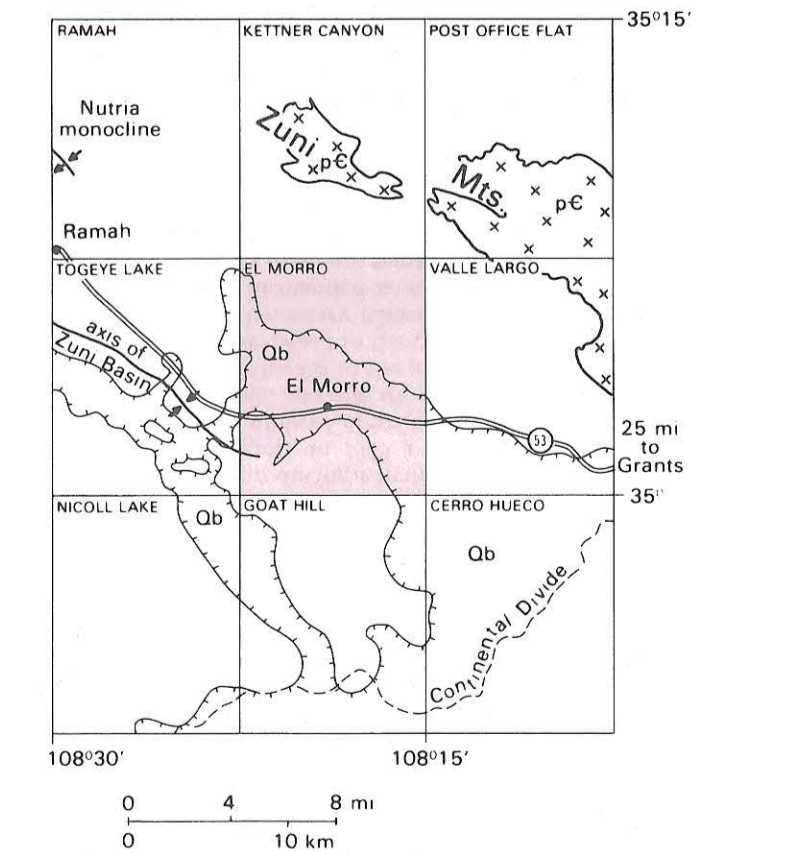 RAMAH
KETTNER CANYON
POST OFFICE FLAT
35°15′
Nutria
monocline
Zuni
p€
Mts.
p€
Ramah
TOGEYE LAKE
EL MORRO
VALLE LARGO
axis of
Zuni Basin
Qb
El Morro
53
25 mi
to
Grants
35°
NICOLL LAKE
GOAT HILL
CERRO HUECO
Qb
Qb
Continental Divide
108°30′
108°15′
0 4 8 mi
0 10 km